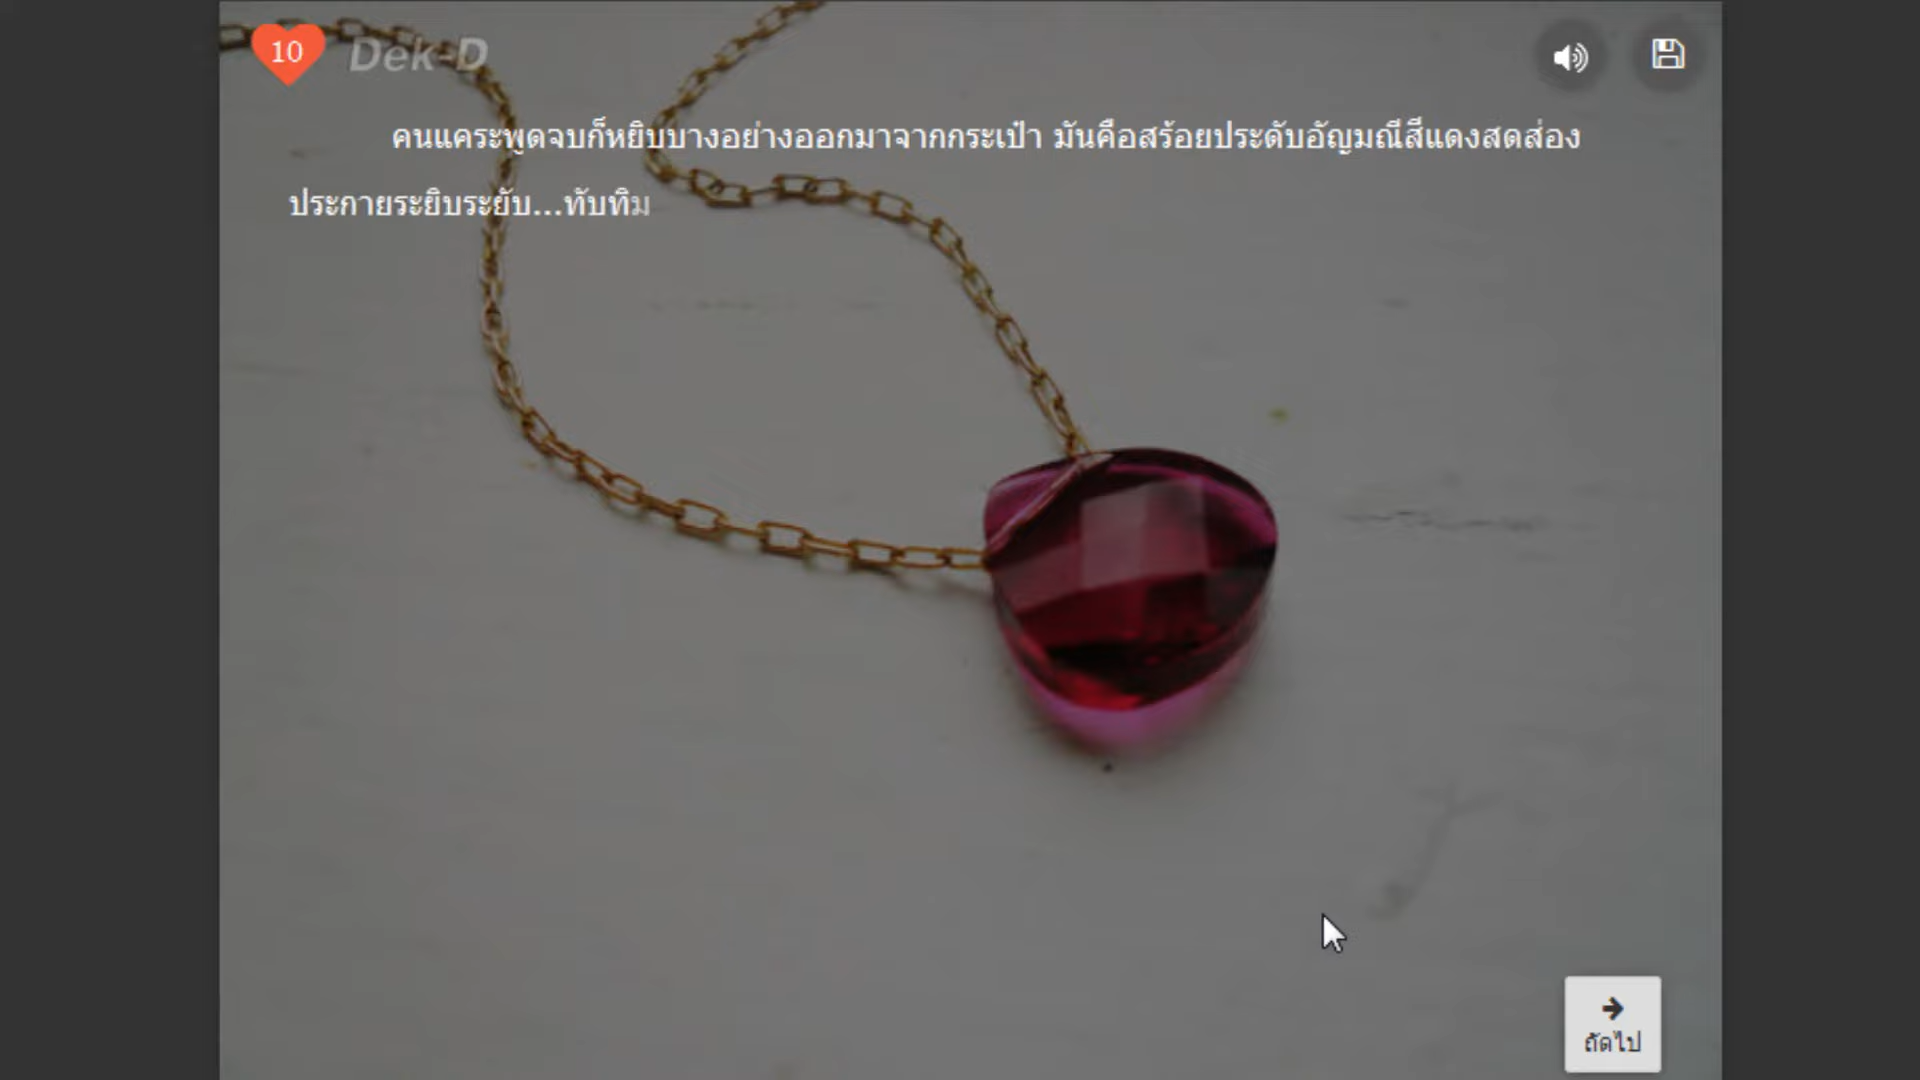 10
Dek-D
คนแคระพูดจบก็หยิบบางอย่างออกมาจากกระเป๋า มันคือสร้อยประดับอัญมณีสีแดงสดส่อง
ประกายระยิบระยับ...ทับทิม
ถัดไป